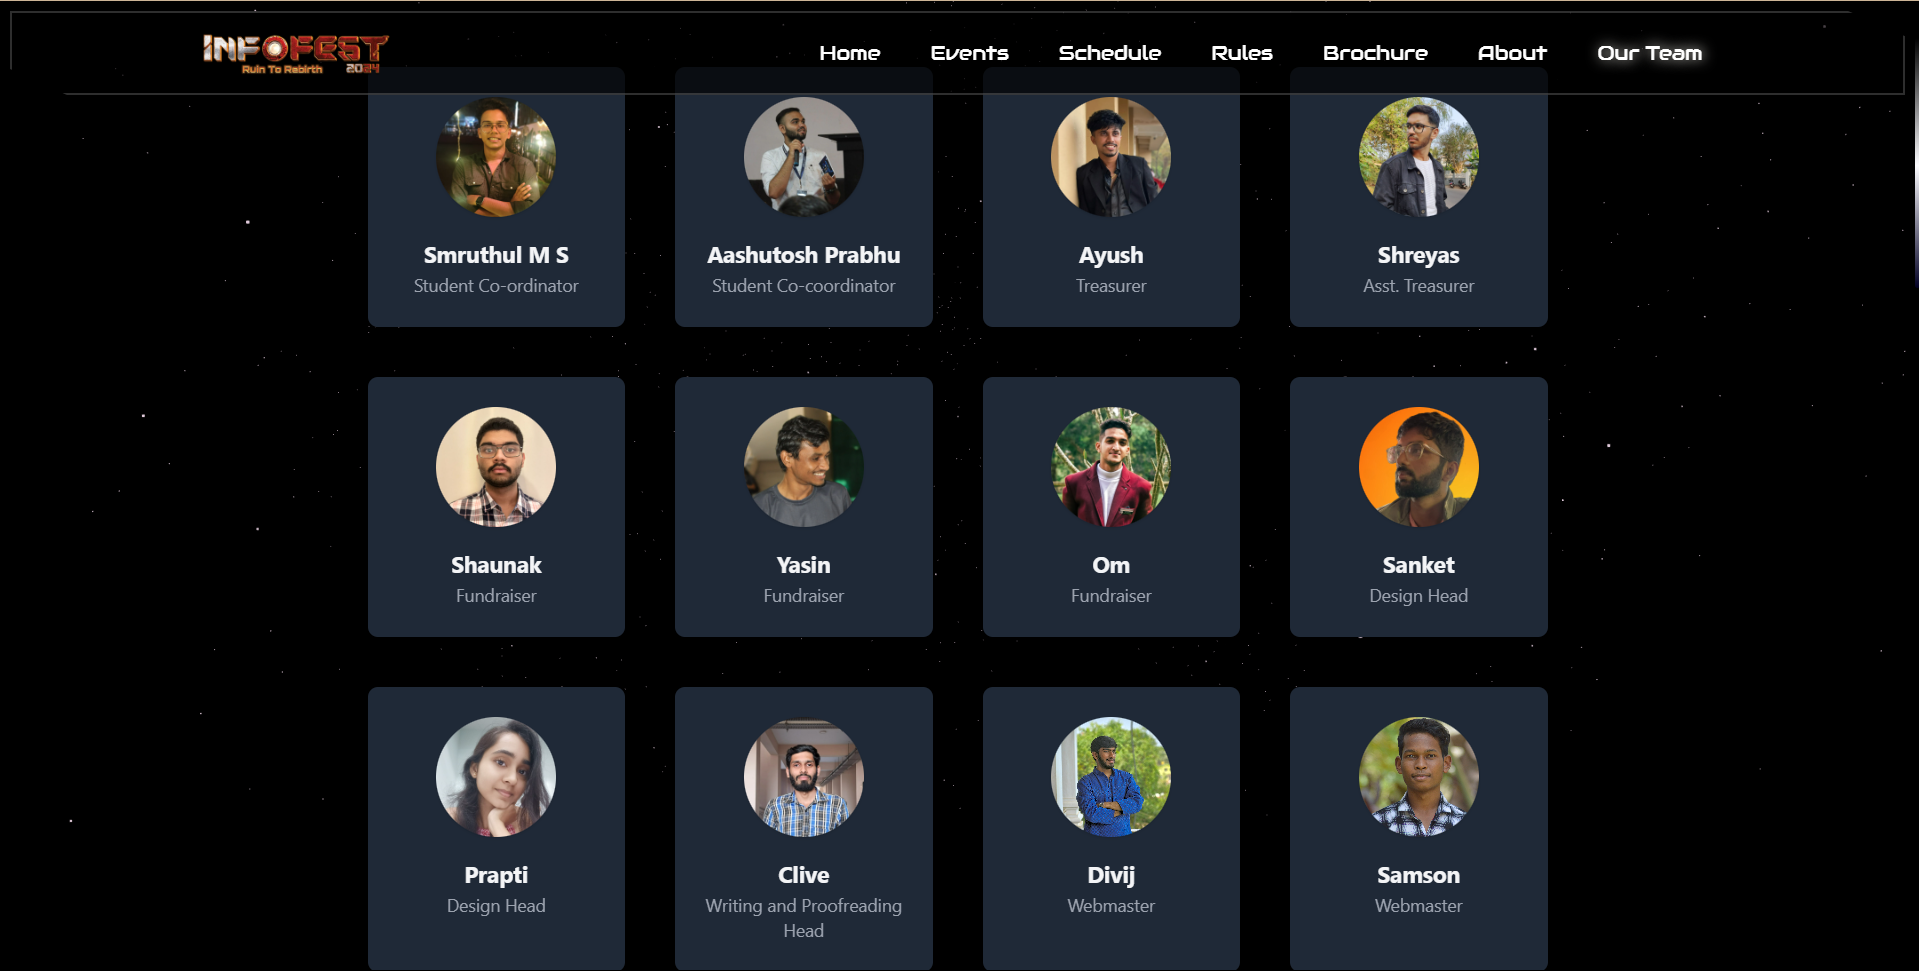 INFOFEST
Ruin To Rebirth 2024
Home Events Schedule Rules Brochure About Our Team
Smruthul M S
Student Co-ordinator
Aashutosh Prabhu
Student Co-coordinator
Ayush
Treasurer
Shreyas
Asst. Treasurer
Shaunak
Fundraiser
Yasin
Fundraiser
Om
Fundraiser
Sanket
Design Head
Prapti
Design Head
Clive
Writing and Proofreading
Head
Divij
Webmaster
Samson
Webmaster